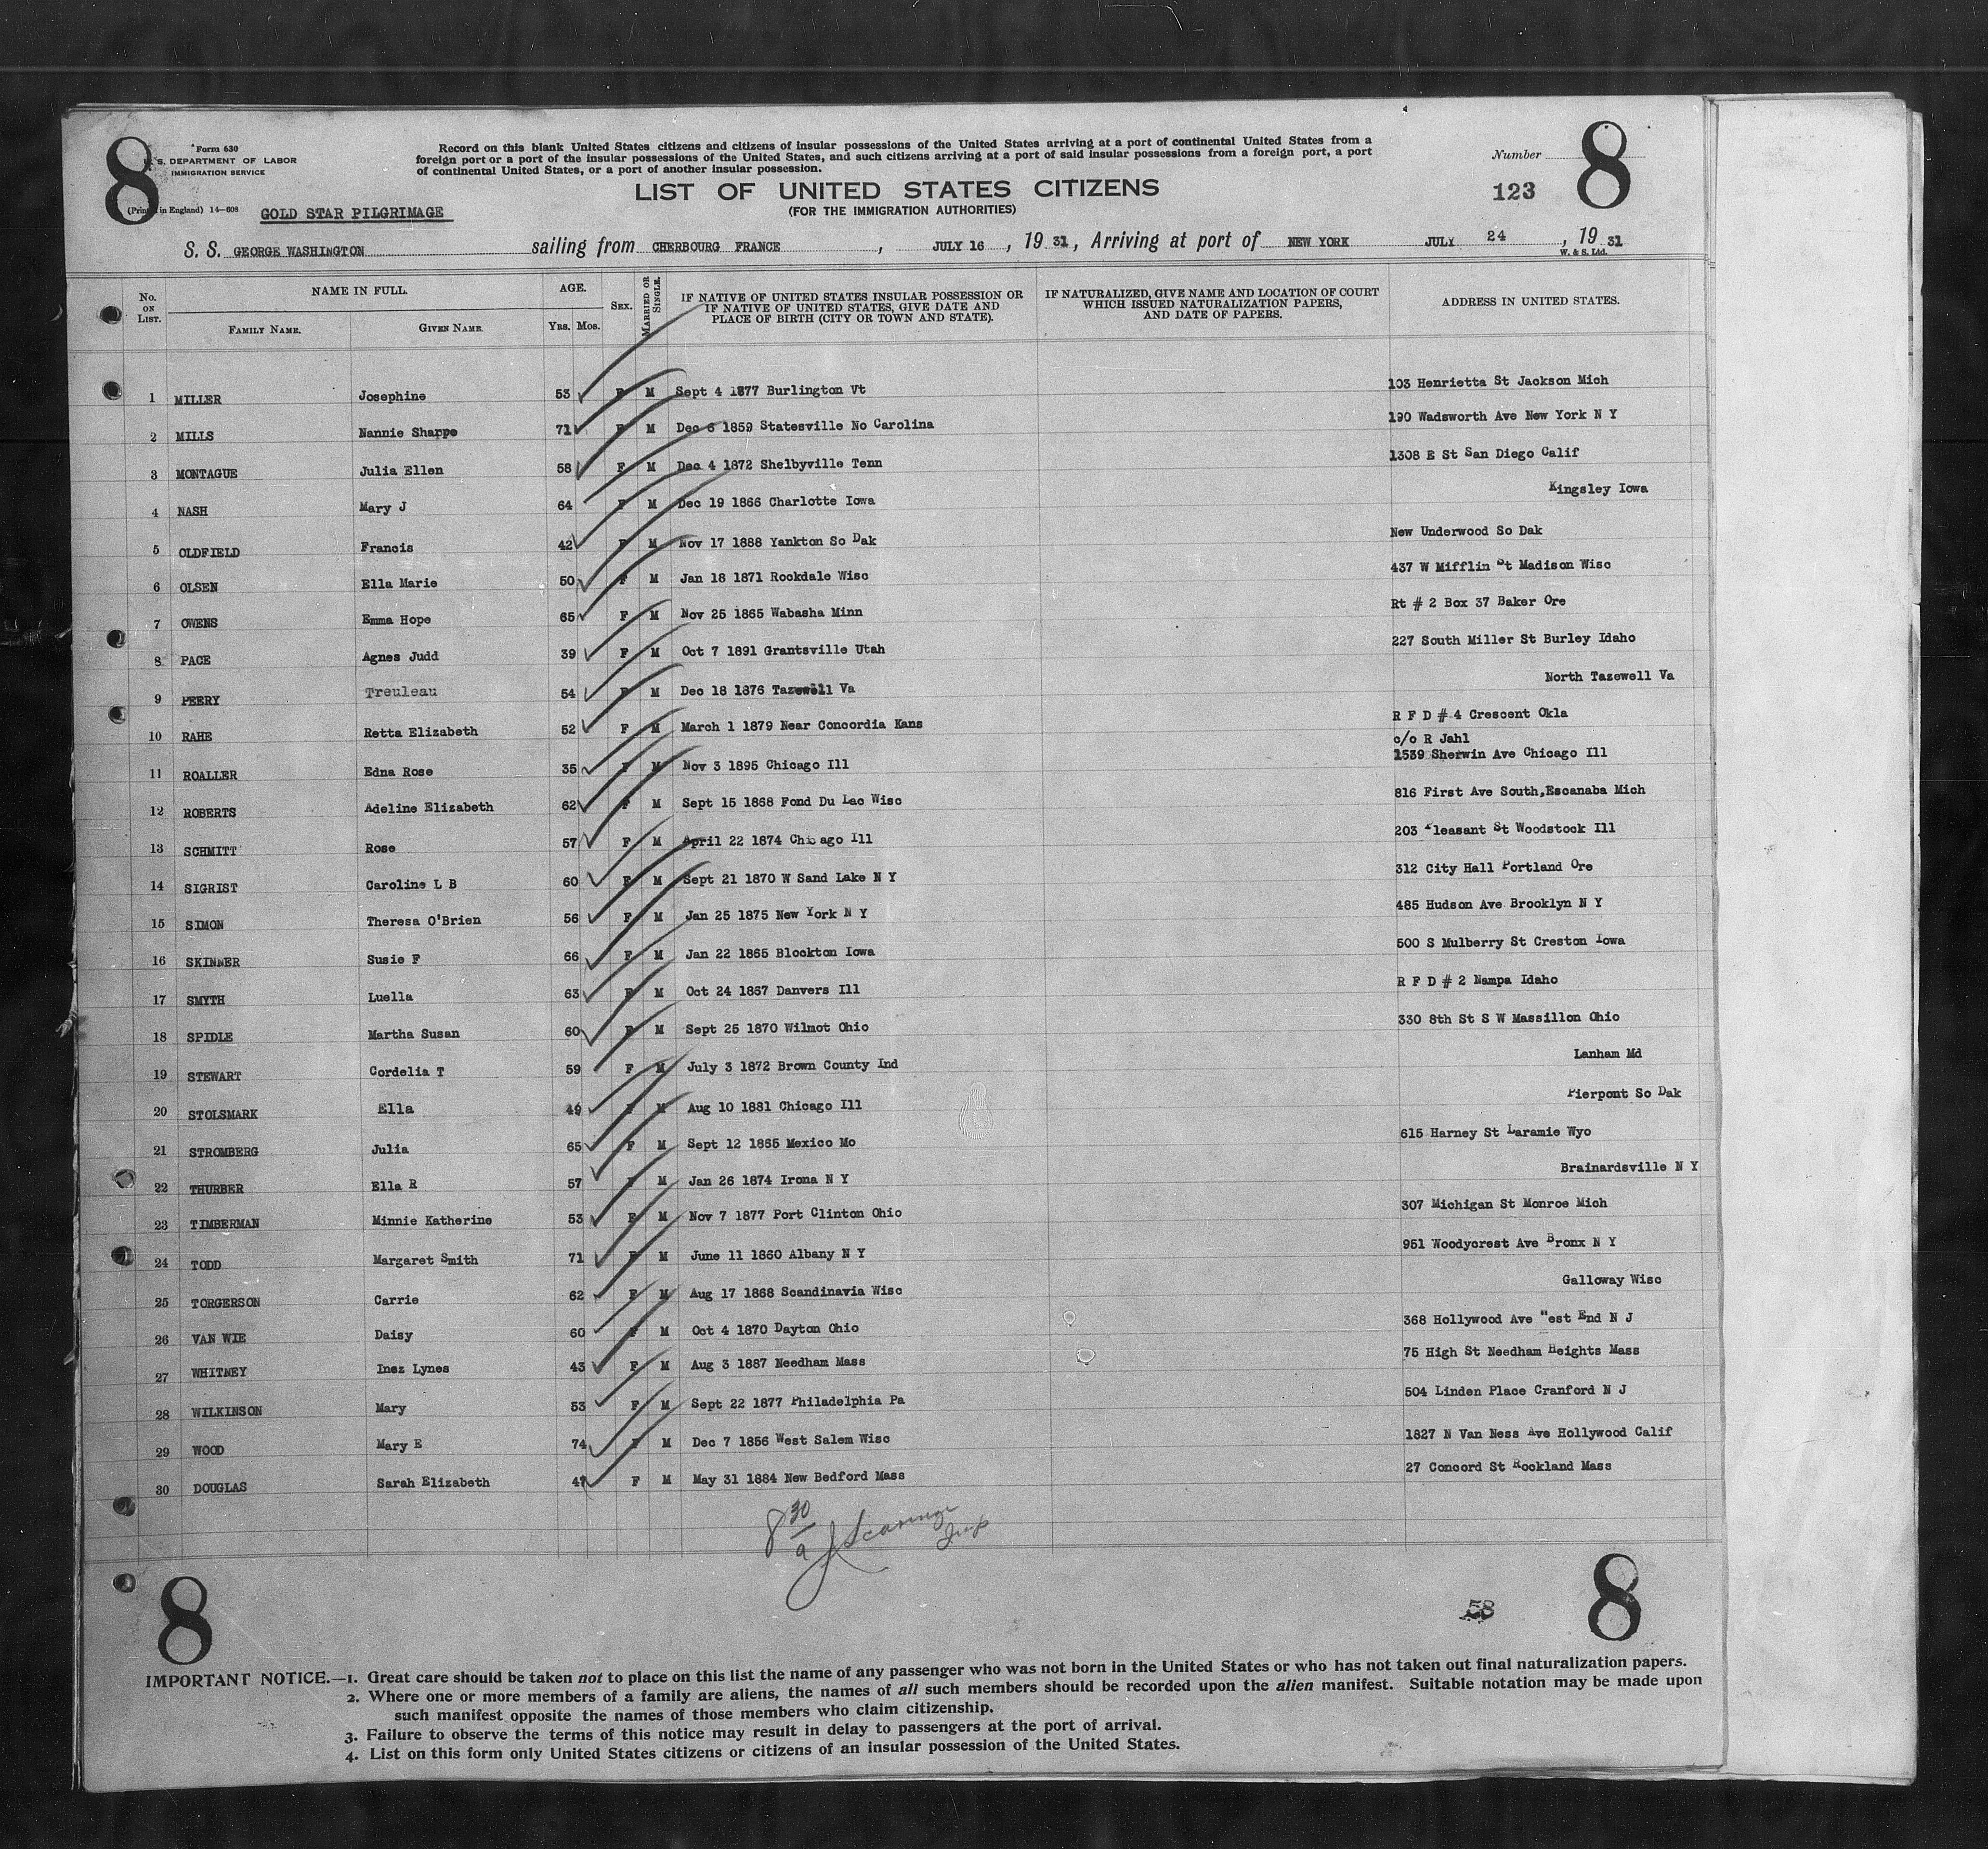 8
Form 630
U.S. DEPARTMENT OF LABOR
IMMIGRATION SERVICE
(Printed in England) 14—608
GOLD STAR PILGRIMAGE
Record on this blank United States citizens and citizens of insular possessions of the United States arriving at a port of continental United States from a
foreign port or a port of the insular possessions of the United States, and such citizens arriving at a port of said insular possessions from a foreign port, a port
of continental United States, or a port of another insular possession.
LIST OF UNITED STATES CITIZENS
(FOR THE IMMIGRATION AUTHORITIES)
Number
123
8
S. S. GEORGE WASHINGTON sailing from CHERBOURG FRANCE, JULY 16, 19 31, Arriving at port of NEW YORK JULY 24, 19 31
W. & S. Ltd.
No. ON LIST. NAME IN FULL. FAMILY NAME. GIVEN NAME. AGE. YRS. MOS. SEX. MARRIED OR SINGLE. IF NATIVE OF UNITED STATES INSULAR POSSESSION OR IF NATIVE OF UNITED STATES, GIVE DATE AND PLACE OF BIRTH (CITY OR TOWN AND STATE). IF NATURALIZED, GIVE NAME AND LOCATION OF COURT WHICH ISSUED NATURALIZATION PAPERS, AND DATE OF PAPERS. ADDRESS IN UNITED STATES.
1 MILLER Josephine 53 F M Sept 4 1877 Burlington Vt 103 Henrietta St Jackson Mich
2 MILLS Nannie Sharpe 71 F M Dec 6 1859 Statesville No Carolina 190 Wadsworth Ave New York N Y
3 MONTAGUE Julia Ellen 58 F M Dec 4 1872 Shelbyville Tenn 1308 E St San Diego Calif
4 NASH Mary J 64 F M Dec 19 1866 Charlotte Iowa Kingsley Iowa
5 OLDFIELD Francis 42 F M Nov 17 1888 Yankton So Dak New Underwood So Dak
6 OLSEN Ella Marie 50 F M Jan 18 1871 Rockdale Wisc 437 W Mifflin St Madison Wisc
7 OWENS Emma Hope 65 F M Nov 25 1865 Wabasha Minn Rt # 2 Box 37 Baker Ore
8 PACE Agnes Judd 39 F M Oct 7 1891 Grantsville Utah 227 South Miller St Burley Idaho
9 PEERY Treuleau 54 F M Dec 18 1876 Tazewell Va North Tazewell Va
10 RAHE Retta Elizabeth 52 F M March 1 1879 Near Concordia Kans R F D # 4 Crescent Okla
c/o R Jahl
11 ROALLER Edna Rose 35 F M Nov 3 1895 Chicago Ill 1539 Sherwin Ave Chicago Ill
12 ROBERTS Adeline Elizabeth 62 F M Sept 15 1868 Fond Du Lac Wisc 816 First Ave South, Escanaba Mich
13 SCHMITT Rose 57 F M April 22 1874 Chicago Ill 203 Pleasant St Woodstock Ill
14 SIGRIST Caroline L B 60 F M Sept 21 1870 W Sand Lake N Y 312 City Hall Portland Ore
15 SIMON Theresa O'Brien 56 F M Jan 25 1875 New York N Y 485 Hudson Ave Brooklyn N Y
16 SKINNER Susie F 66 F M Jan 22 1865 Blockton Iowa 500 S Mulberry St Creston Iowa
17 SMYTH Luella 63 F M Oct 24 1867 Danvers Ill R F D # 2 Nampa Idaho
18 SPIDLE Martha Susan 60 F M Sept 25 1870 Wilmot Ohio 330 8th St S W Massillon Ohio
19 STEWART Cordelia T 59 F M July 3 1872 Brown County Ind Lanham Md
20 STOLSMARK Ella 49 F M Aug 10 1881 Chicago Ill Pierpont So Dak
21 STROMBERG Julia 65 F M Sept 12 1865 Mexico Mo 615 Harney St Laramie Wyo
22 THURBER Ella R 57 F M Jan 26 1874 Irona N Y Brainardsville N Y
23 TIMBERMAN Minnie Katherine 53 F M Nov 7 1877 Port Clinton Ohio 307 Michigan St Monroe Mich
24 TODD Margaret Smith 71 F M June 11 1860 Albany N Y 951 Woodycrest Ave Bronx N Y
25 TORGERSON Carrie 62 F M Aug 17 1868 Scandinavia Wisc Galloway Wisc
26 VAN WIE Daisy 60 F M Oct 4 1870 Dayton Ohio 368 Hollywood Ave West End N J
27 WHITNEY Inez Lynes 43 F M Aug 3 1887 Needham Mass 75 High St Needham Heights Mass
28 WILKINSON Mary 53 F M Sept 22 1877 Philadelphia Pa 504 Linden Place Cranford N J
29 WOOD Mary E 74 F M Dec 7 1856 West Salem Wisc 1827 N Van Ness Ave Hollywood Calif
30 DOUGLAS Sarah Elizabeth 47 F M May 31 1884 New Bedford Mass 27 Concord St Rockland Mass
8 30/a
58
8
8
IMPORTANT NOTICE.—1. Great care should be taken not to place on this list the name of any passenger who was not born in the United States or who has not taken out final naturalization papers.
2. Where one or more members of a family are aliens, the names of all such members should be recorded upon the alien manifest. Suitable notation may be made upon
such manifest opposite the names of those members who claim citizenship.
3. Failure to observe the terms of this notice may result in delay to passengers at the port of arrival.
4. List on this form only United States citizens or citizens of an insular possession of the United States.